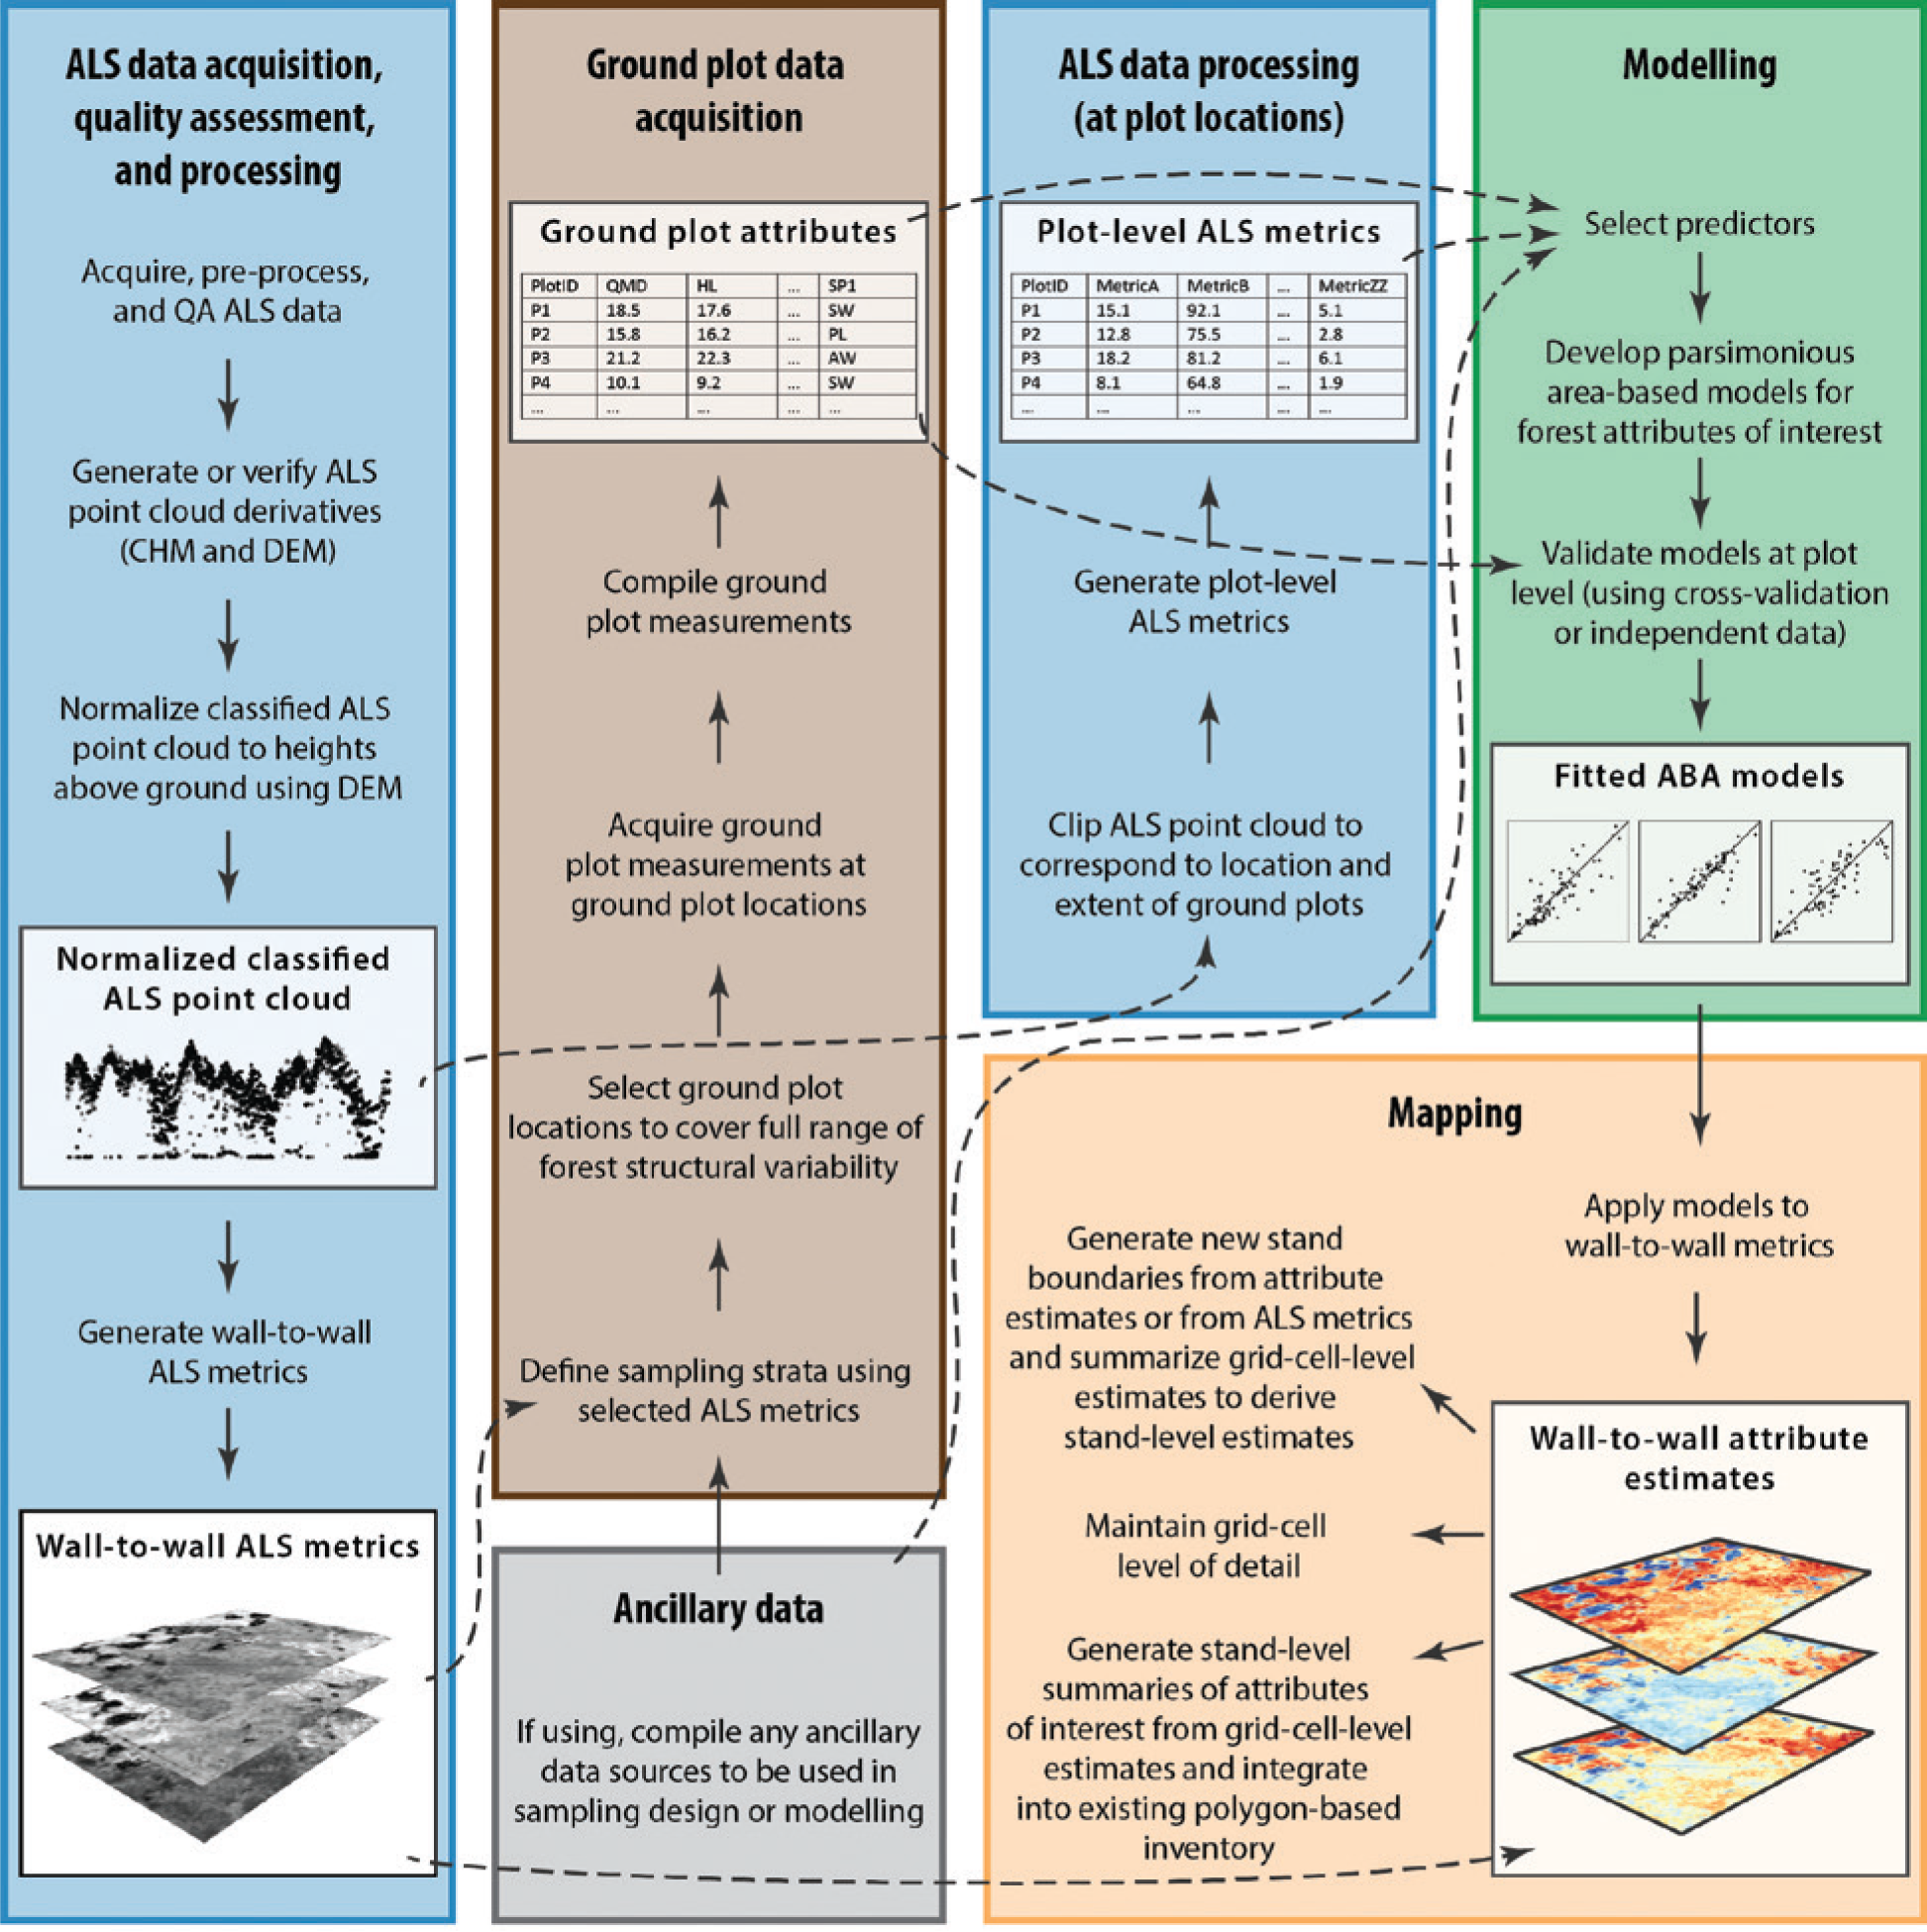 ALS data acquisition,
quality assessment,
and processing
Acquire, pre-process,
and QA ALS data
Generate or verify ALS
point cloud derivatives
(CHM and DEM)
Normalize classified ALS
point cloud to heights
above ground using DEM
Normalized classified
ALS point cloud
Generate wall-to-wall
ALS metrics
Wall-to-wall ALS metrics
Ground plot data
acquisition
Ground plot attributes
PlotID QMD HL ... SP1
P1 18.5 17.6 ... SW
P2 15.8 16.2 ... PL
P3 21.2 22.3 ... AW
P4 10.1 9.2 ... SW
... ... ... ... ...
Compile ground
plot measurements
Acquire ground
plot measurements at
ground plot locations
Select ground plot
locations to cover full range of
forest structural variability
Define sampling strata using
selected ALS metrics
Ancillary data
If using, compile any ancillary
data sources to be used in
sampling design or modelling
ALS data processing
(at plot locations)
Plot-level ALS metrics
PlotID MetricA MetricB ... MetricZZ
P1 15.1 92.1 ... 5.1
P2 12.8 75.5 ... 2.8
P3 18.2 81.2 ... 6.1
P4 8.1 64.8 ... 1.9
... ... ... ... ...
Generate plot-level
ALS metrics
Clip ALS point cloud to
correspond to location and
extent of ground plots
Modelling
Select predictors
Develop parsimonious
area-based models for
forest attributes of interest
Validate models at plot
level (using cross-validation
or independent data)
Fitted ABA models
Mapping
Apply models to
wall-to-wall metrics
Wall-to-wall attribute
estimates
Generate new stand
boundaries from attribute
estimates or from ALS metrics
and summarize grid-cell-level
estimates to derive
stand-level estimates
Maintain grid-cell
level of detail
Generate stand-level
summaries of attributes
of interest from grid-cell-level
estimates and integrate
into existing polygon-based
inventory